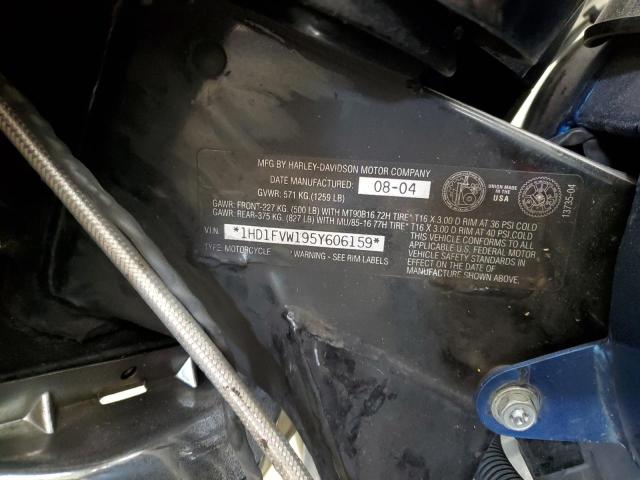 MFG BY HARLEY-DAVIDSON MOTOR COMPANY
DATE MANUFACTURED: 08-04
GVWR: 571 KG (1259 LB)
GAWR: FRONT-227 KG. (500 LB) WITH MT90B16 72H TIRE* T16 X 3.00 D RIM AT 36 PSI COLD
GAWR: REAR-375 KG. (827 LB) WITH MU/85-16 77H TIRE* T16 X 3.00 D RIM AT 40 PSI COLD
V.I.N. *1HD1FVW195Y606159*
TYPE: MOTORCYCLE *WARNING - SEE RIM LABELS
THIS VEHICLE CONFORMS TO ALL
APPLICABLE U.S. FEDERAL MOTOR
VEHICLE SAFETY STANDARDS IN
EFFECT ON THE DATE OF
MANUFACTURE SHOWN ABOVE.
UNION MADE
IN THE
USA
13725-04